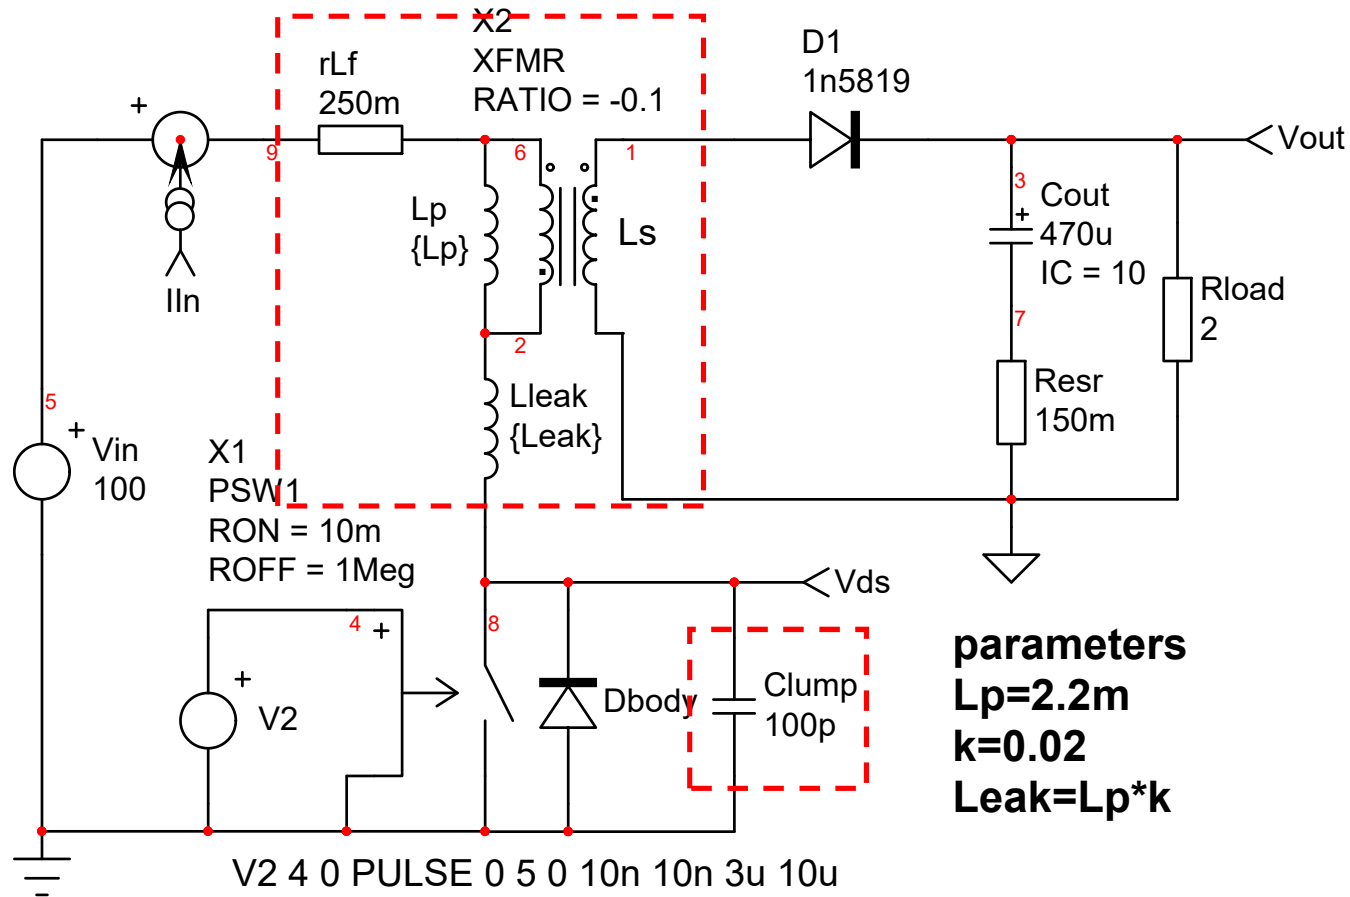 X2
XFMR
RATIO = -0.1
rLf
250m
D1
1n5819
+
9
6
1
Vout
IIn
Lp
{Lp}
Ls
3
+
Cout
470u
IC = 10
7
Rload
2
2
Lleak
{Leak}
Resr
150m
5
+
Vin
100
X1
PSW1
RON = 10m
ROFF = 1Meg
Vds
4
+
8
+
V2
Dbody
Clump
100p
parameters
Lp=2.2m
k=0.02
Leak=Lp*k
V2 4 0 PULSE 0 5 0 10n 10n 3u 10u